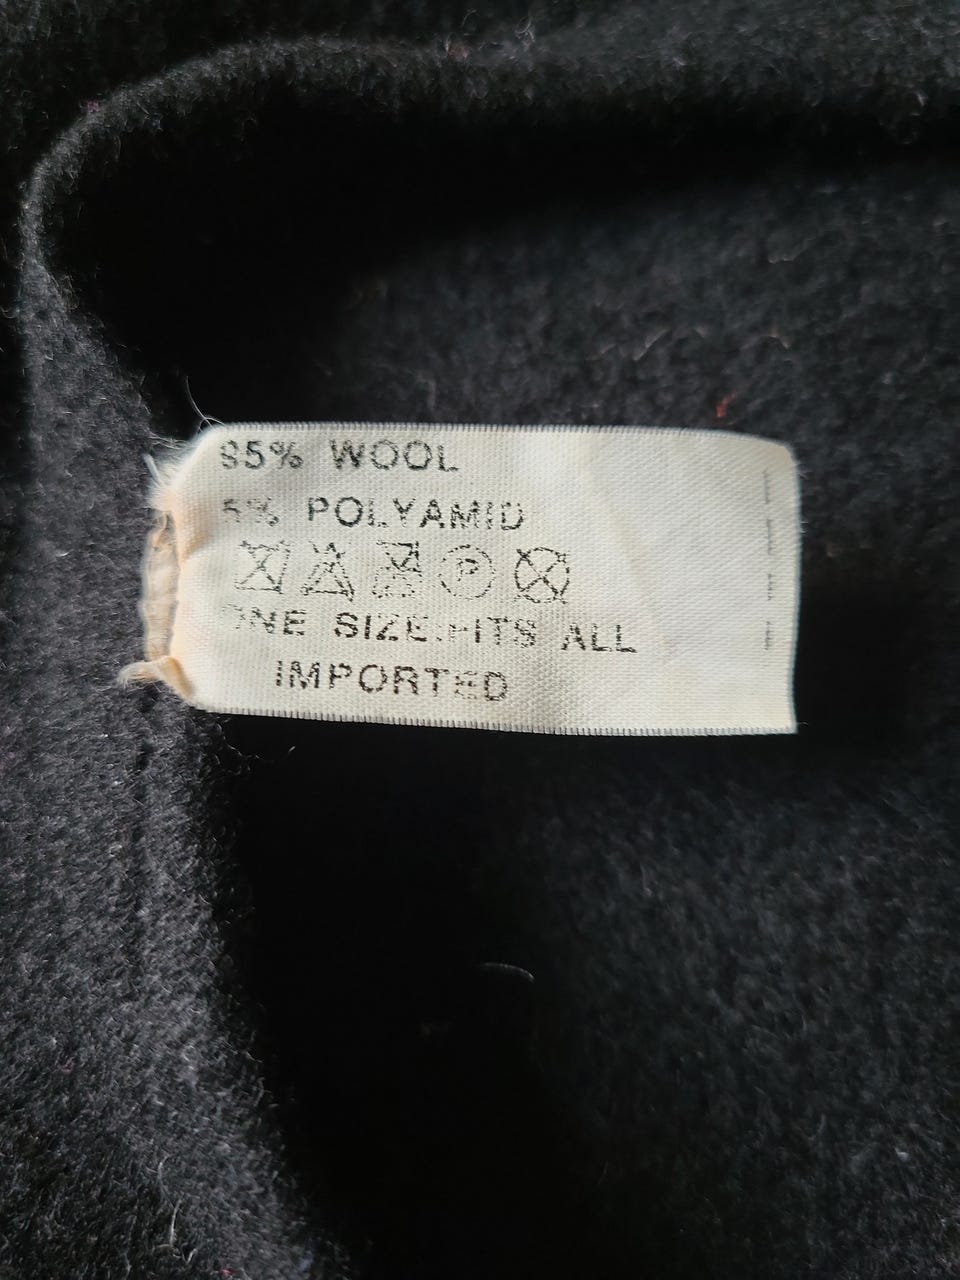 95% WOOL
5% POLYAMID
P
ONE SIZE FITS ALL
IMPORTED